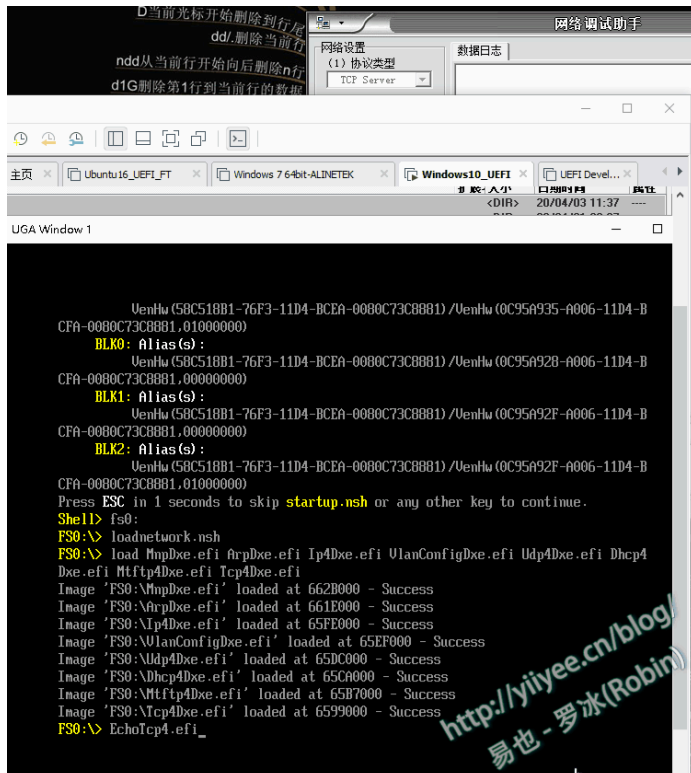 D当前光标开始删除到行尾
dd/.删除当前行
ndd从当前行开始向后删除n行
d1G删除第1行到当前行的数据
网络调试助手
网络设置
(1) 协议类型
TCP Server
数据日志
主页
Ubuntu16_UEFI_FT
Windows 7 64bit-ALINETEK
Windows10_UEFI
UEFI Devel...
扩展 大小 日期时间 属性
<DIR> 20/04/03 11:37 ----
UGA Window 1
VenHw(58C518B1-76F3-11D4-BCEA-0080C73C8881)/VenHw(0C95A935-A006-11D4-B
CFA-0080C73C8881,01000000)
BLK0: Alias(s):
VenHw(58C518B1-76F3-11D4-BCEA-0080C73C8881)/VenHw(0C95A928-A006-11D4-B
CFA-0080C73C8881,00000000)
BLK1: Alias(s):
VenHw(58C518B1-76F3-11D4-BCEA-0080C73C8881)/VenHw(0C95A92F-A006-11D4-B
CFA-0080C73C8881,00000000)
BLK2: Alias(s):
VenHw(58C518B1-76F3-11D4-BCEA-0080C73C8881)/VenHw(0C95A92F-A006-11D4-B
CFA-0080C73C8881,01000000)
Press ESC in 1 seconds to skip startup.nsh or any other key to continue.
Shell> fs0:
FS0:\> loadnetwork.nsh
FS0:\> load MnpDxe.efi ArpDxe.efi Ip4Dxe.efi VlanConfigDxe.efi Udp4Dxe.efi Dhcp4
Dxe.efi Mtftp4Dxe.efi Tcp4Dxe.efi
Image 'FS0:\MnpDxe.efi' loaded at 662B000 - Success
Image 'FS0:\ArpDxe.efi' loaded at 661E000 - Success
Image 'FS0:\Ip4Dxe.efi' loaded at 65FE000 - Success
Image 'FS0:\VlanConfigDxe.efi' loaded at 65EF000 - Success
Image 'FS0:\Udp4Dxe.efi' loaded at 65DC000 - Success
Image 'FS0:\Dhcp4Dxe.efi' loaded at 65CA000 - Success
Image 'FS0:\Mtftp4Dxe.efi' loaded at 65B7000 - Success
Image 'FS0:\Tcp4Dxe.efi' loaded at 6599000 - Success
FS0:\> EchoTcp4.efi_
http://yiiyee.cn/blog/
易也 - 罗冰(Robin)